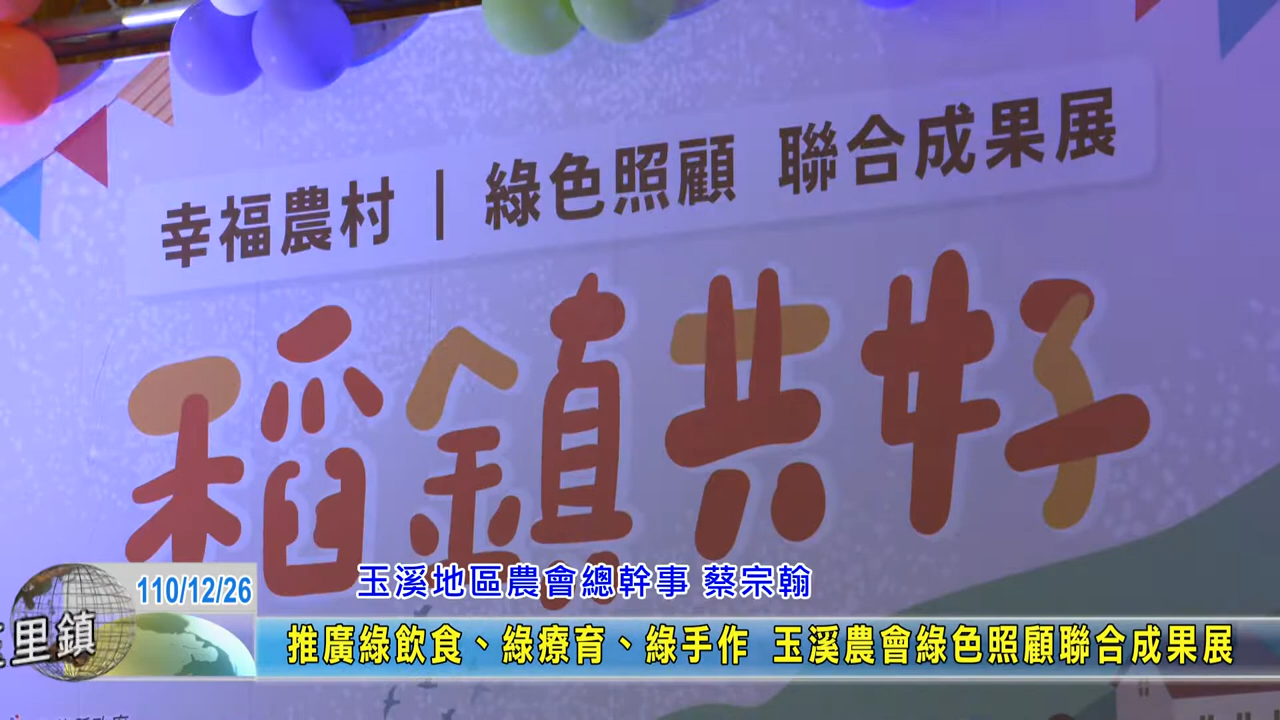 幸福農村 | 綠色照顧 聯合成果展
稻鎮共好
110/12/26
玉溪地區農會總幹事 蔡宗翰
里鎮
推廣綠飲食、綠療育、綠手作 玉溪農會綠色照顧聯合成果展